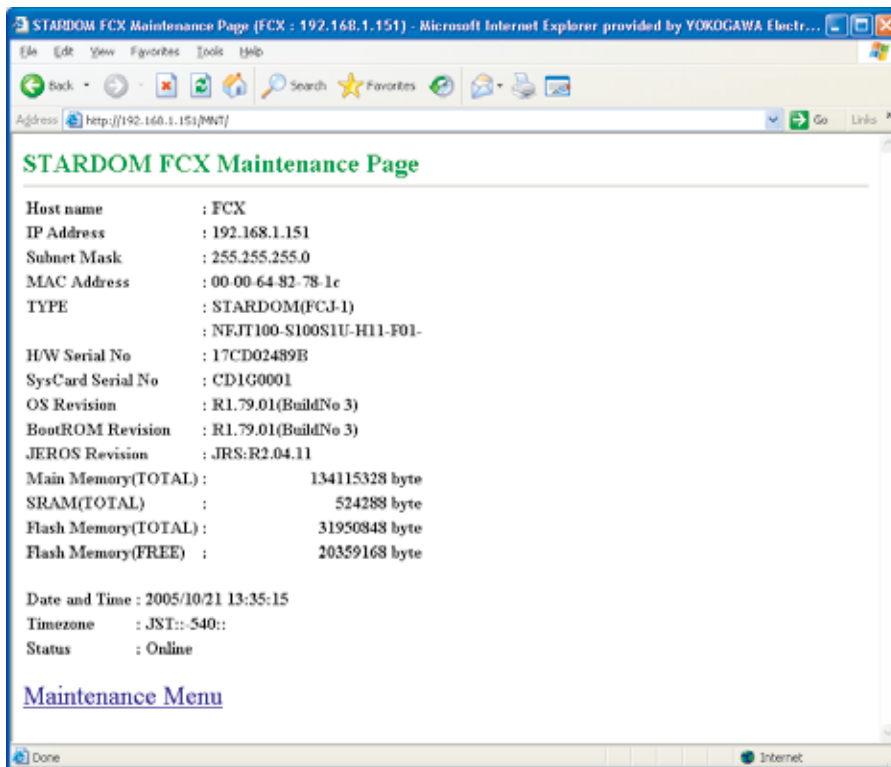 STARDOM FCX Maintenance Page (FCX : 192.168.1.151) - Microsoft Internet Explorer provided by YOKOGAWA Electr...
File Edit View Favorites Tools Help
Back Search Favorites
Address http://192.168.1.151/MNT/ Go Links
STARDOM FCX Maintenance Page
Host name : FCX
IP Address : 192.168.1.151
Subnet Mask : 255.255.255.0
MAC Address : 00-00-64-82-78-1c
TYPE : STARDOM(FCJ-1)
: NFJT100-S100S1U-H11-F01-
H/W Serial No : 17CD02489B
SysCard Serial No : CD1G0001
OS Revision : R1.79.01(BuildNo 3)
BootROM Revision : R1.79.01(BuildNo 3)
JEROS Revision : JRS:R2.04.11
Main Memory(TOTAL) : 134115328 byte
SRAM(TOTAL) : 524288 byte
Flash Memory(TOTAL) : 31950848 byte
Flash Memory(FREE) : 20359168 byte
Date and Time : 2005/10/21 13:35:15
Timezone : JST::-540::
Status : Online
Maintenance Menu
Done Internet